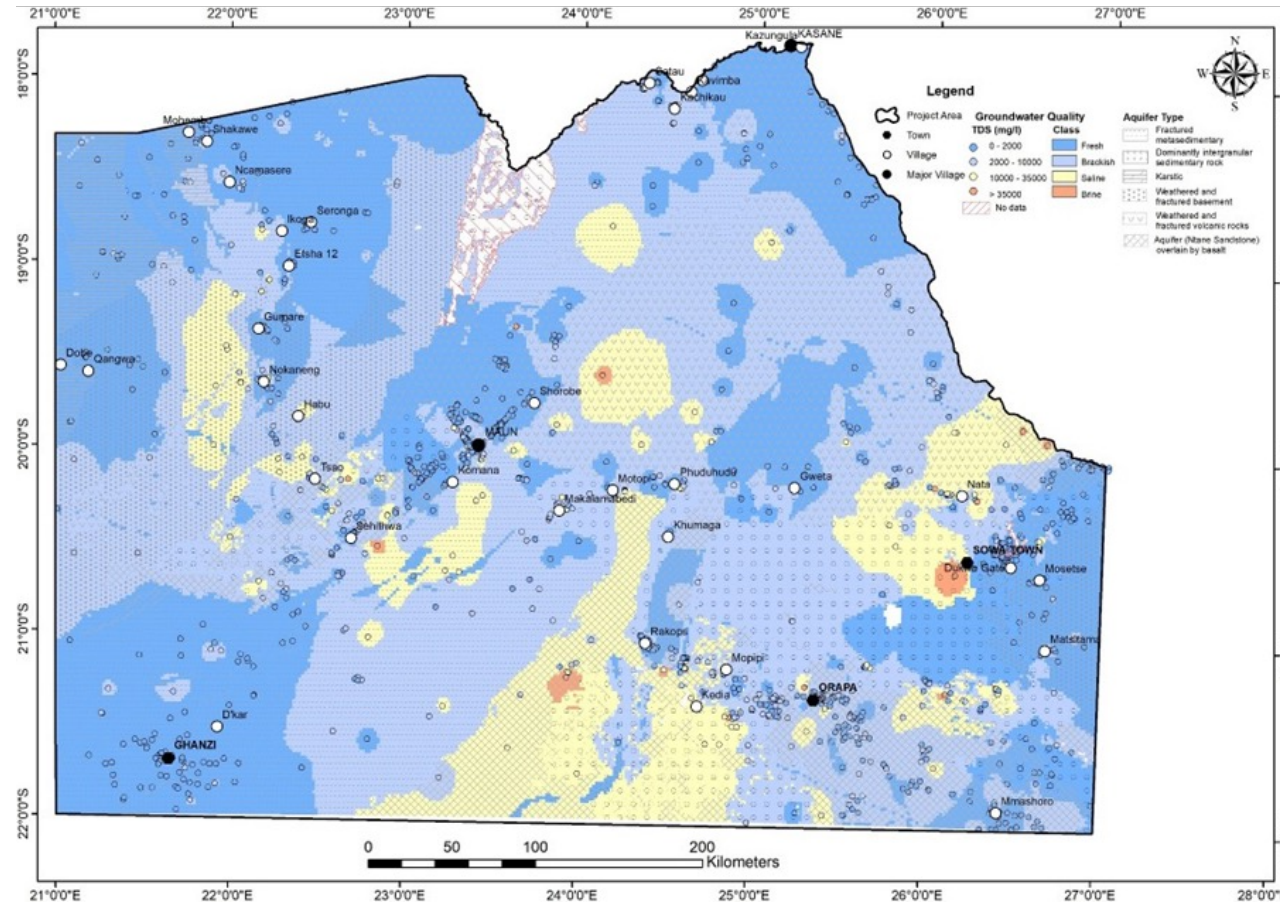 21°0'0"E 22°0'0"E 23°0'0"E 24°0'0"E 25°0'0"E 26°0'0"E 27°0'0"E
18°0'0"S
19°0'0"S
20°0'0"S
21°0'0"S
22°0'0"S
Kazungula KASANE
Kavimba
Kachikau
Mohembo
Shakawe
Ncamasere
Seronga
Ikoga
Etsha 12
Gumare
Dobe
Qangwa
Nokaneng
Habu
Shorobe
MAUN
Tsao
Komana
Motopi
Phuduhudu
Gweta
Makalamabedi
Nata
Sehithwa
Khumaga
SOWA TOWN
Dukwe Gate
Mosetse
Rakops
Matsitama
Mopipi
Kedia
ORAPA
D'kar
GHANZI
Mmashoro
N
W E
S
Legend
Project Area
Town
Village
Major Village
Groundwater Quality
TDS (mg/l) Class
0 - 2000 Fresh
2000 - 10000 Brackish
10000 - 35000 Saline
> 35000 Brine
No data
Aquifer Type
Fractured
metasedimentary
Dominantly intergranular
sedimentary rock
Karstic
Weathered and
fractured basement
Weathered and
fractured volcanic rocks
Aquifer (Ntane Sandstone)
overlain by basalt
0 50 100 200
Kilometers
21°0'0"E 22°0'0"E 23°0'0"E 24°0'0"E 25°0'0"E 26°0'0"E 27°0'0"E 28°0'0"E